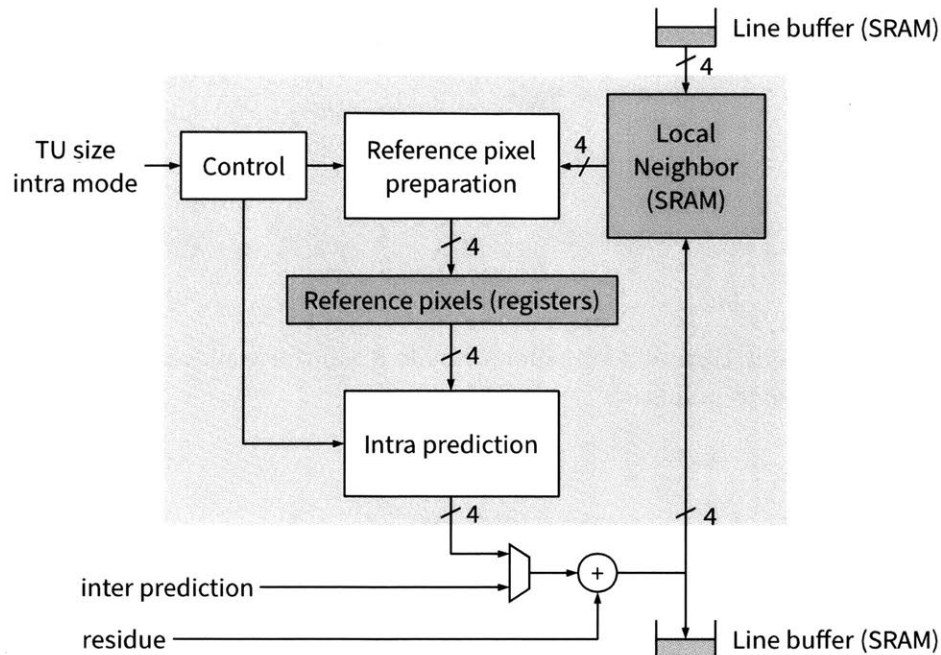 Line buffer (SRAM)
4
TU size
intra mode
Control
Reference pixel
preparation
4
Local
Neighbor
(SRAM)
4
Reference pixels (registers)
4
Intra prediction
4
4
inter prediction
+
residue
Line buffer (SRAM)